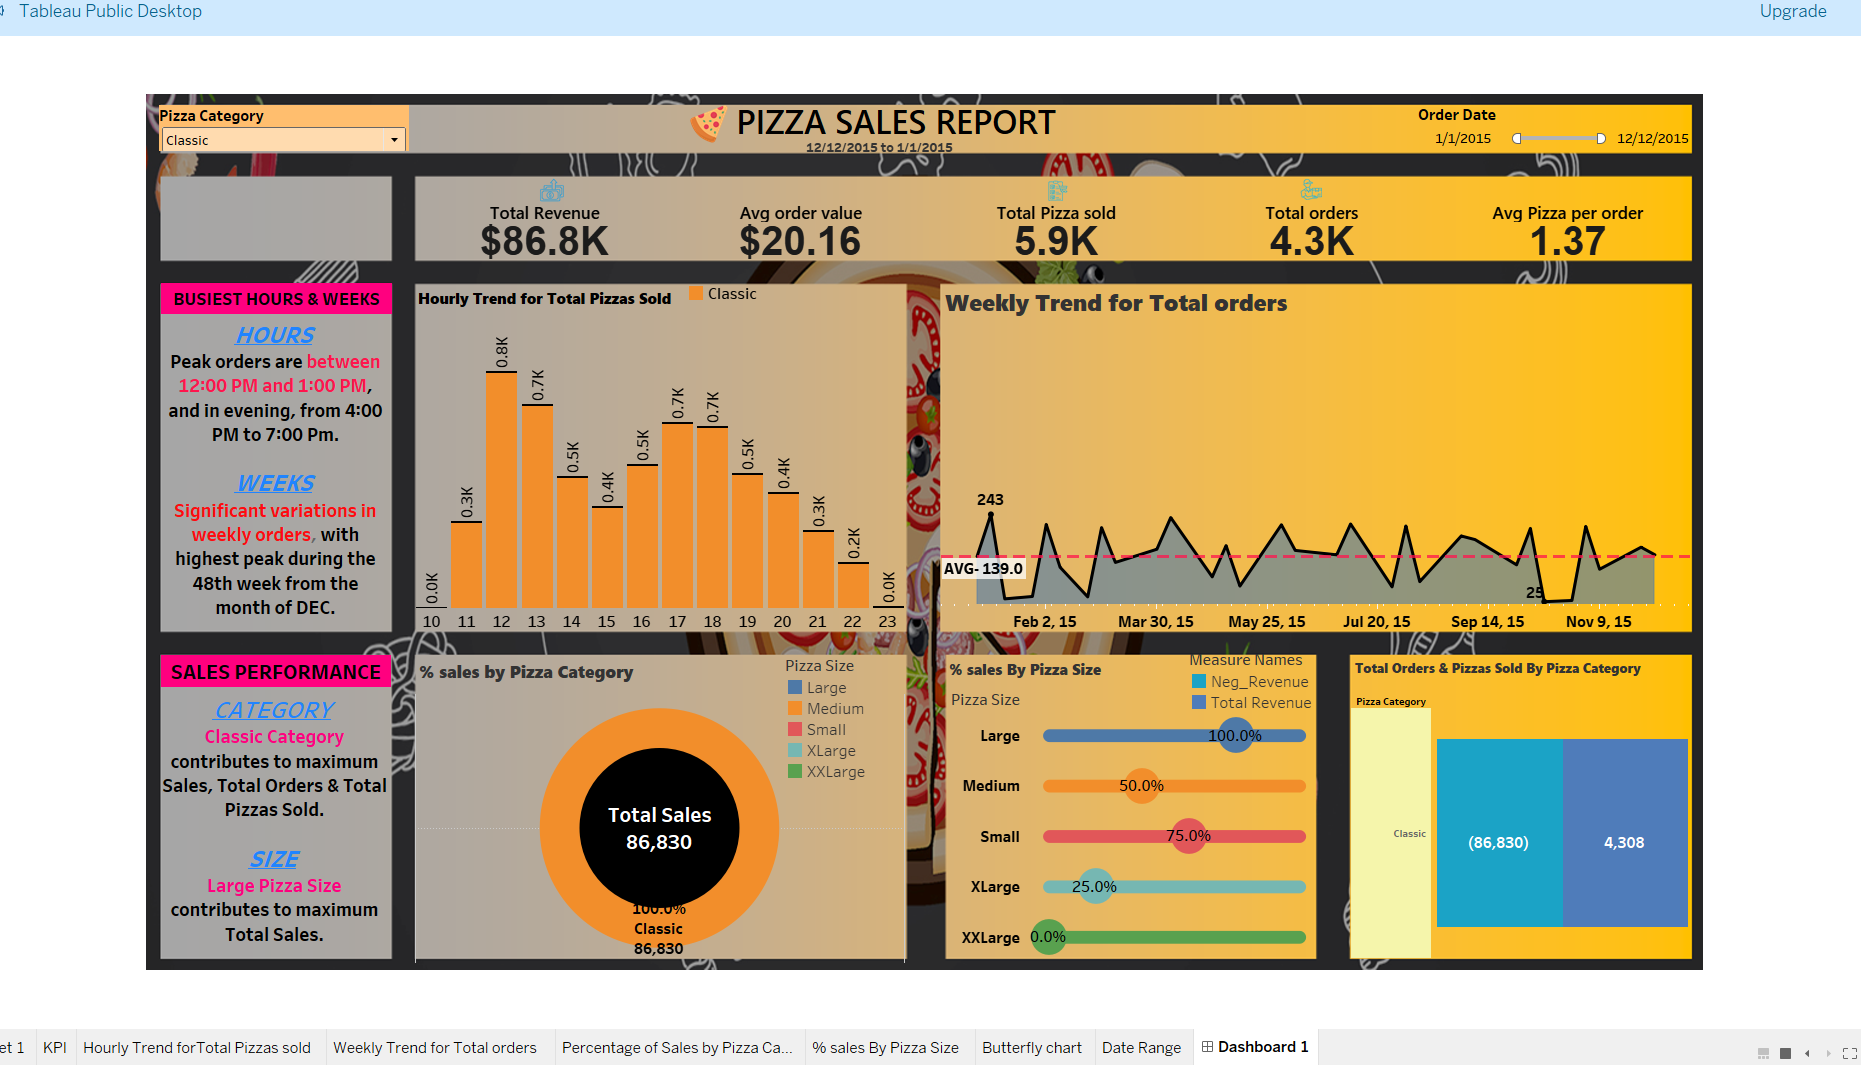 Tableau Public Desktop
Upgrade
Pizza Category
Classic
PIZZA SALES REPORT
12/12/2015 to 1/1/2015
Order Date
1/1/2015
12/12/2015
Total Revenue
$86.8K
Avg order value
$20.16
Total Pizza sold
5.9K
Total orders
4.3K
Avg Pizza per order
1.37
BUSIEST HOURS & WEEKS
HOURS
Peak orders are between
12:00 PM and 1:00 PM,
and in evening, from 4:00
PM to 7:00 Pm.
WEEKS
Significant variations in
weekly orders, with
highest peak during the
48th week from the
month of DEC.
Hourly Trend for Total Pizzas Sold
Classic
0.0K
0.3K
0.8K
0.7K
0.5K
0.4K
0.5K
0.7K
0.7K
0.5K
0.4K
0.3K
0.2K
0.0K
10 11 12 13 14 15 16 17 18 19 20 21 22 23
Weekly Trend for Total orders
243
AVG- 139.0
25
Feb 2, 15 Mar 30, 15 May 25, 15 Jul 20, 15 Sep 14, 15 Nov 9, 15
SALES PERFORMANCE
CATEGORY
Classic Category
contributes to maximum
Sales, Total Orders & Total
Pizzas Sold.
SIZE
Large Pizza Size
contributes to maximum
Total Sales.
% sales by Pizza Category
Pizza Size
Large
Medium
Small
XLarge
XXLarge
Total Sales
86,830
100.0%
Classic
86,830
% sales By Pizza Size
Measure Names
Neg_Revenue
Total Revenue
Pizza Size
Large 100.0%
Medium 50.0%
Small 75.0%
XLarge 25.0%
XXLarge 0.0%
Total Orders & Pizzas Sold By Pizza Category
Pizza Category
Classic
(86,830)
4,308
et 1
KPI
Hourly Trend forTotal Pizzas sold
Weekly Trend for Total orders
Percentage of Sales by Pizza Ca...
% sales By Pizza Size
Butterfly chart
Date Range
Dashboard 1